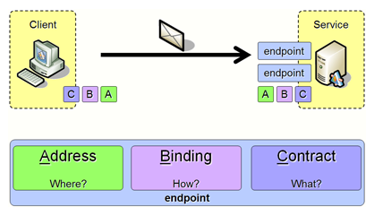 Client
Service
endpoint
endpoint
C B A
A B C
Address
Binding
Contract
Where?
How?
What?
endpoint